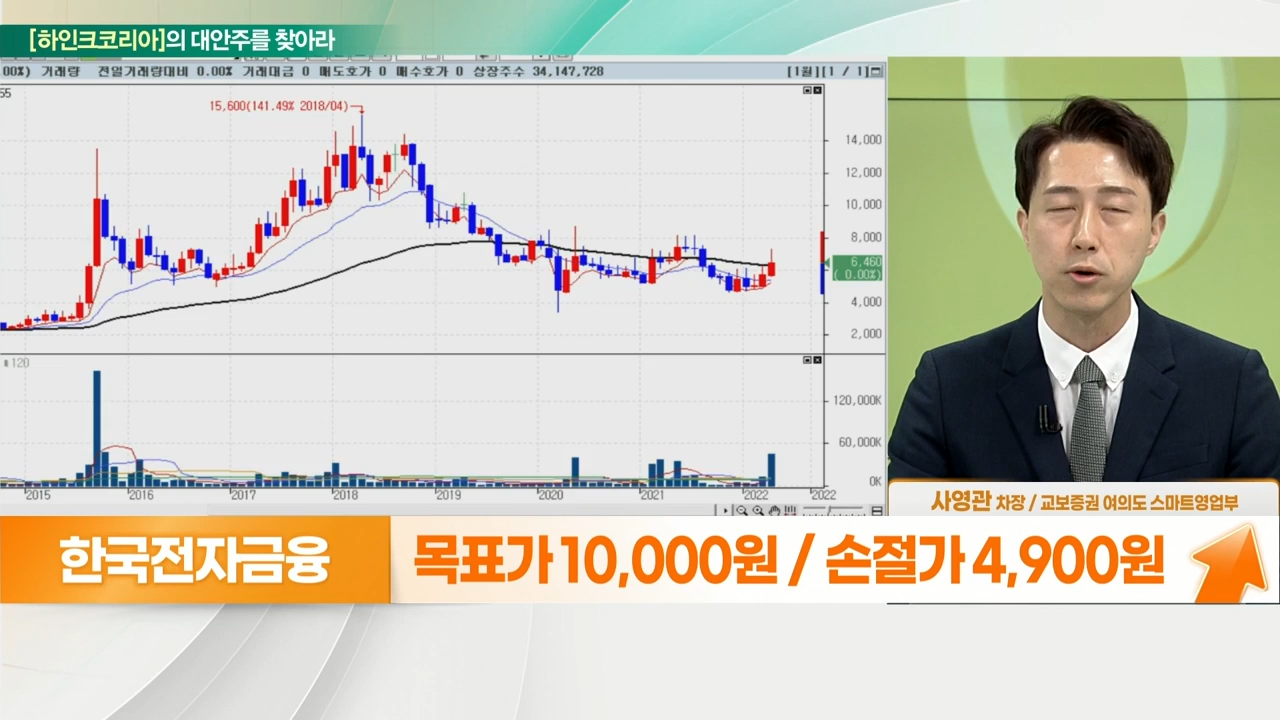 [하인크코리아]의 대안주를 찾아라
00%) 거래량 전일거래량대비 0.00% 거래대금 0 매도호가 0 매수호가 0 상장주수 34,147,728 [1월][1 / 1]
55
15,600(141.49% 2018/04)
14,000
12,000
10,000
8,000
6,460
( 0.00%)
4,000
2,000
120
120,000K
60,000K
0K
2015 2016 2017 2018 2019 2020 2021 2022 2022
사영관 차장 / 교보증권 여의도 스마트영업부
한국전자금융 목표가 10,000원 / 손절가 4,900원